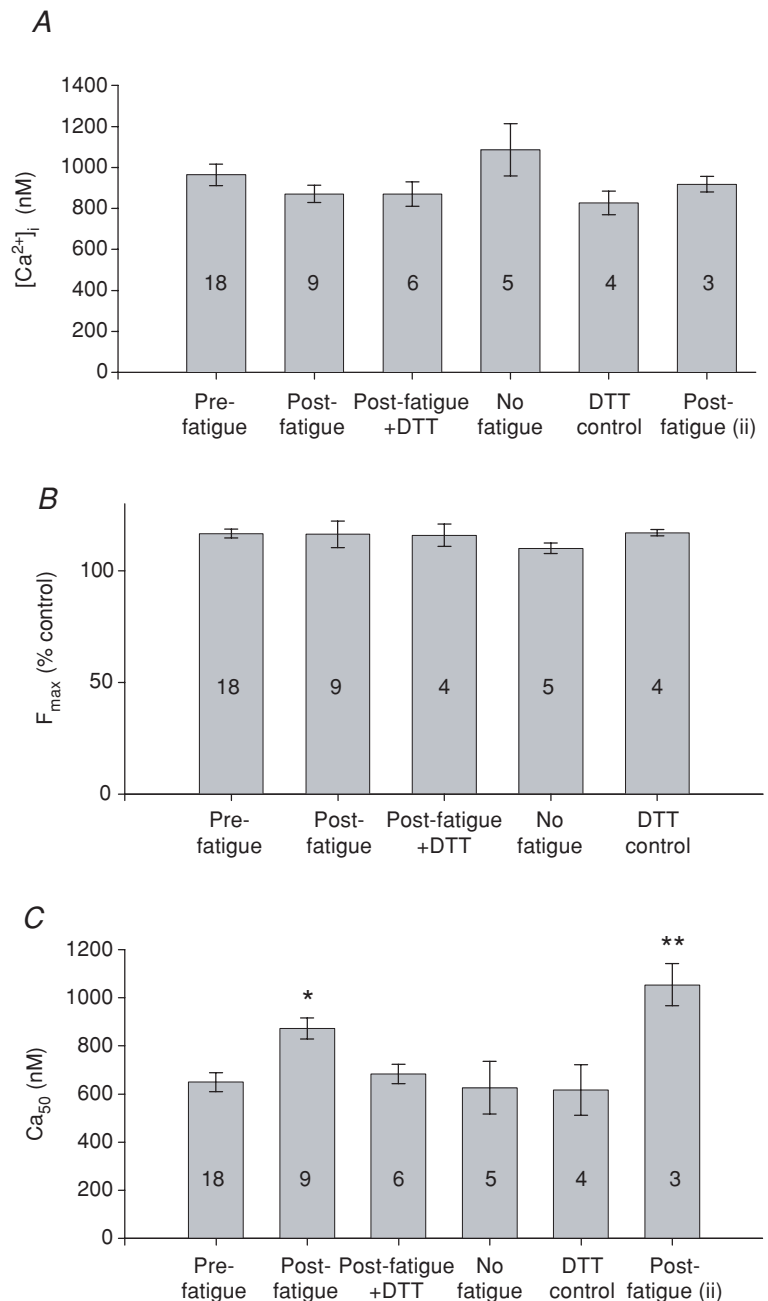 A
1400
1200
1000
800
600
400
200
0
[Ca2+]i (nM)
18 9 6 5 4 3
Pre- Post- Post-fatigue No DTT Post-
fatigue fatigue +DTT fatigue control fatigue (ii)
B
100
50
0
Fmax (% control)
18 9 4 5 4
Pre- Post- Post-fatigue No DTT
fatigue fatigue +DTT fatigue control
C
1200
1000
800
600
400
200
0
Ca50 (nM)
* **
18 9 6 5 4 3
Pre- Post- Post-fatigue No DTT Post-
fatigue fatigue +DTT fatigue control fatigue (ii)